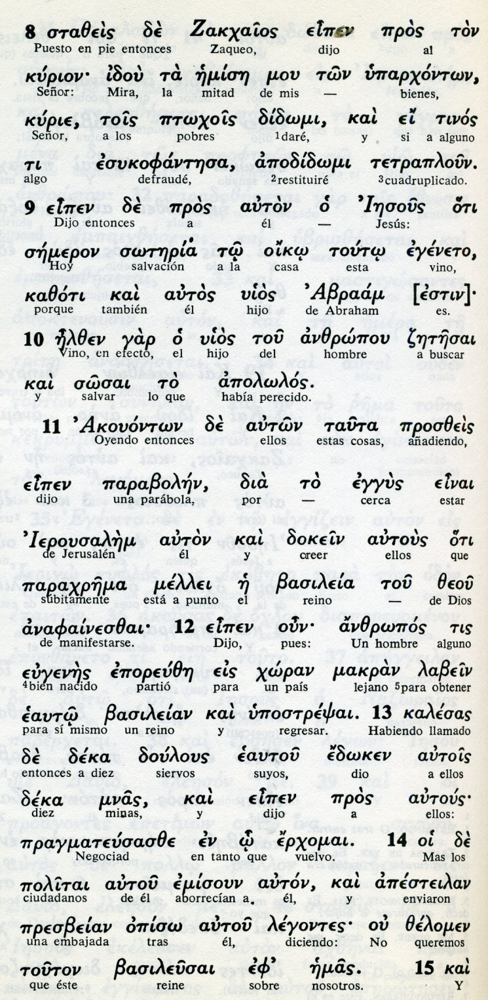 8 σταθεὶς δὲ Ζακχαῖος εἶπεν πρὸς τὸν
Puesto en pie entonces Zaqueo, dijo al
κύριον· ἰδοὺ τὰ ἡμίση μου τῶν ὑπαρχόντων,
Señor: Mira, la mitad de mis — bienes,
κύριε, τοῖς πτωχοῖς δίδωμι, καὶ εἴ τινός
Señor, a los pobres 1daré, y si a alguno
τι ἐσυκοφάντησα, ἀποδίδωμι τετραπλοῦν.
algo defraudé, 2restituiré 3cuadruplicado.
9 εἶπεν δὲ πρὸς αὐτὸν ὁ Ἰησοῦς ὅτι
Dijo entonces a él — Jesús:
σήμερον σωτηρία τῷ οἴκῳ τούτῳ ἐγένετο,
Hoy salvación a la casa esta vino,
καθότι καὶ αὐτὸς υἱὸς Ἀβραάμ [ἐστιν]·
porque también él hijo de Abraham es.
10 ἦλθεν γὰρ ὁ υἱὸς τοῦ ἀνθρώπου ζητῆσαι
Vino, en efecto, el hijo del hombre a buscar
καὶ σῶσαι τὸ ἀπολωλός.
y salvar lo que había perecido.
11 Ἀκουόντων δὲ αὐτῶν ταῦτα προσθεὶς
Oyendo entonces ellos estas cosas, añadiendo,
εἶπεν παραβολήν, διὰ τὸ ἐγγὺς εἶναι
dijo una parábola, por — cerca estar
Ἰερουσαλὴμ αὐτὸν καὶ δοκεῖν αὐτοὺς ὅτι
de Jerusalén él y creer ellos que
παραχρῆμα μέλλει ἡ βασιλεία τοῦ θεοῦ
súbitamente está a punto el reino — de Dios
ἀναφαίνεσθαι· 12 εἶπεν οὖν· ἄνθρωπός τις
de manifestarse. Dijo, pues: Un hombre alguno
εὐγενὴς ἐπορεύθη εἰς χώραν μακρὰν λαβεῖν
4bien nacido partió para un país lejano 5para obtener
ἑαυτῷ βασιλείαν καὶ ὑποστρέψαι. 13 καλέσας
para sí mismo un reino y regresar. Habiendo llamado
δὲ δέκα δούλους ἑαυτοῦ ἔδωκεν αὐτοῖς
entonces a diez siervos suyos, dio a ellos
δέκα μνᾶς, καὶ εἶπεν πρὸς αὐτούς·
diez minas, y dijo a ellos:
πραγματεύσασθε ἐν ᾧ ἔρχομαι. 14 οἱ δὲ
Negociad en tanto que vuelvo. Mas los
πολῖται αὐτοῦ ἐμίσουν αὐτόν, καὶ ἀπέστειλαν
ciudadanos de él aborrecían a él, y enviaron
πρεσβείαν ὀπίσω αὐτοῦ λέγοντες· οὐ θέλομεν
una embajada tras él, diciendo: No queremos
τοῦτον βασιλεῦσαι ἐφ' ἡμᾶς. 15 καὶ
que éste reine sobre nosotros. Y